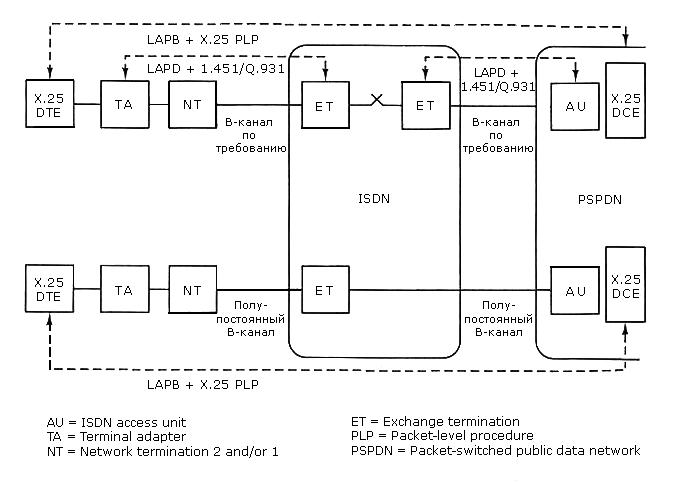 LAPB + X.25 PLP
LAPD + 1.451/Q.931
LAPD +
1.451/Q.931
X.25
DTE
TA
NT
ET
ET
AU
X.25
DCE
В-канал
по
требованию
В-канал
по
требованию
ISDN
PSPDN
X.25
DTE
TA
NT
ET
AU
X.25
DCE
Полу-
постоянный
В-канал
Полу-
постоянный
В-канал
LAPB + X.25 PLP
AU = ISDN access unit
TA = Terminal adapter
NT = Network termination 2 and/or 1
ET = Exchange termination
PLP = Packet-level procedure
PSPDN = Packet-switched public data network